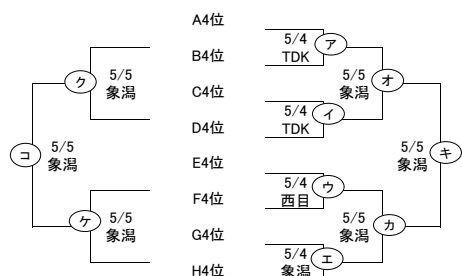 A4位
5/4 ア
B4位
TDK
ク 5/5
象潟
5/5 オ
象潟
C4位
5/4
イ
D4位
TDK
コ 5/5
象潟
5/5 キ
象潟
E4位
5/4 ウ
F4位
西目
ケ 5/5
象潟
5/5 カ
象潟
G4位
5/4 エ
H4位
象潟